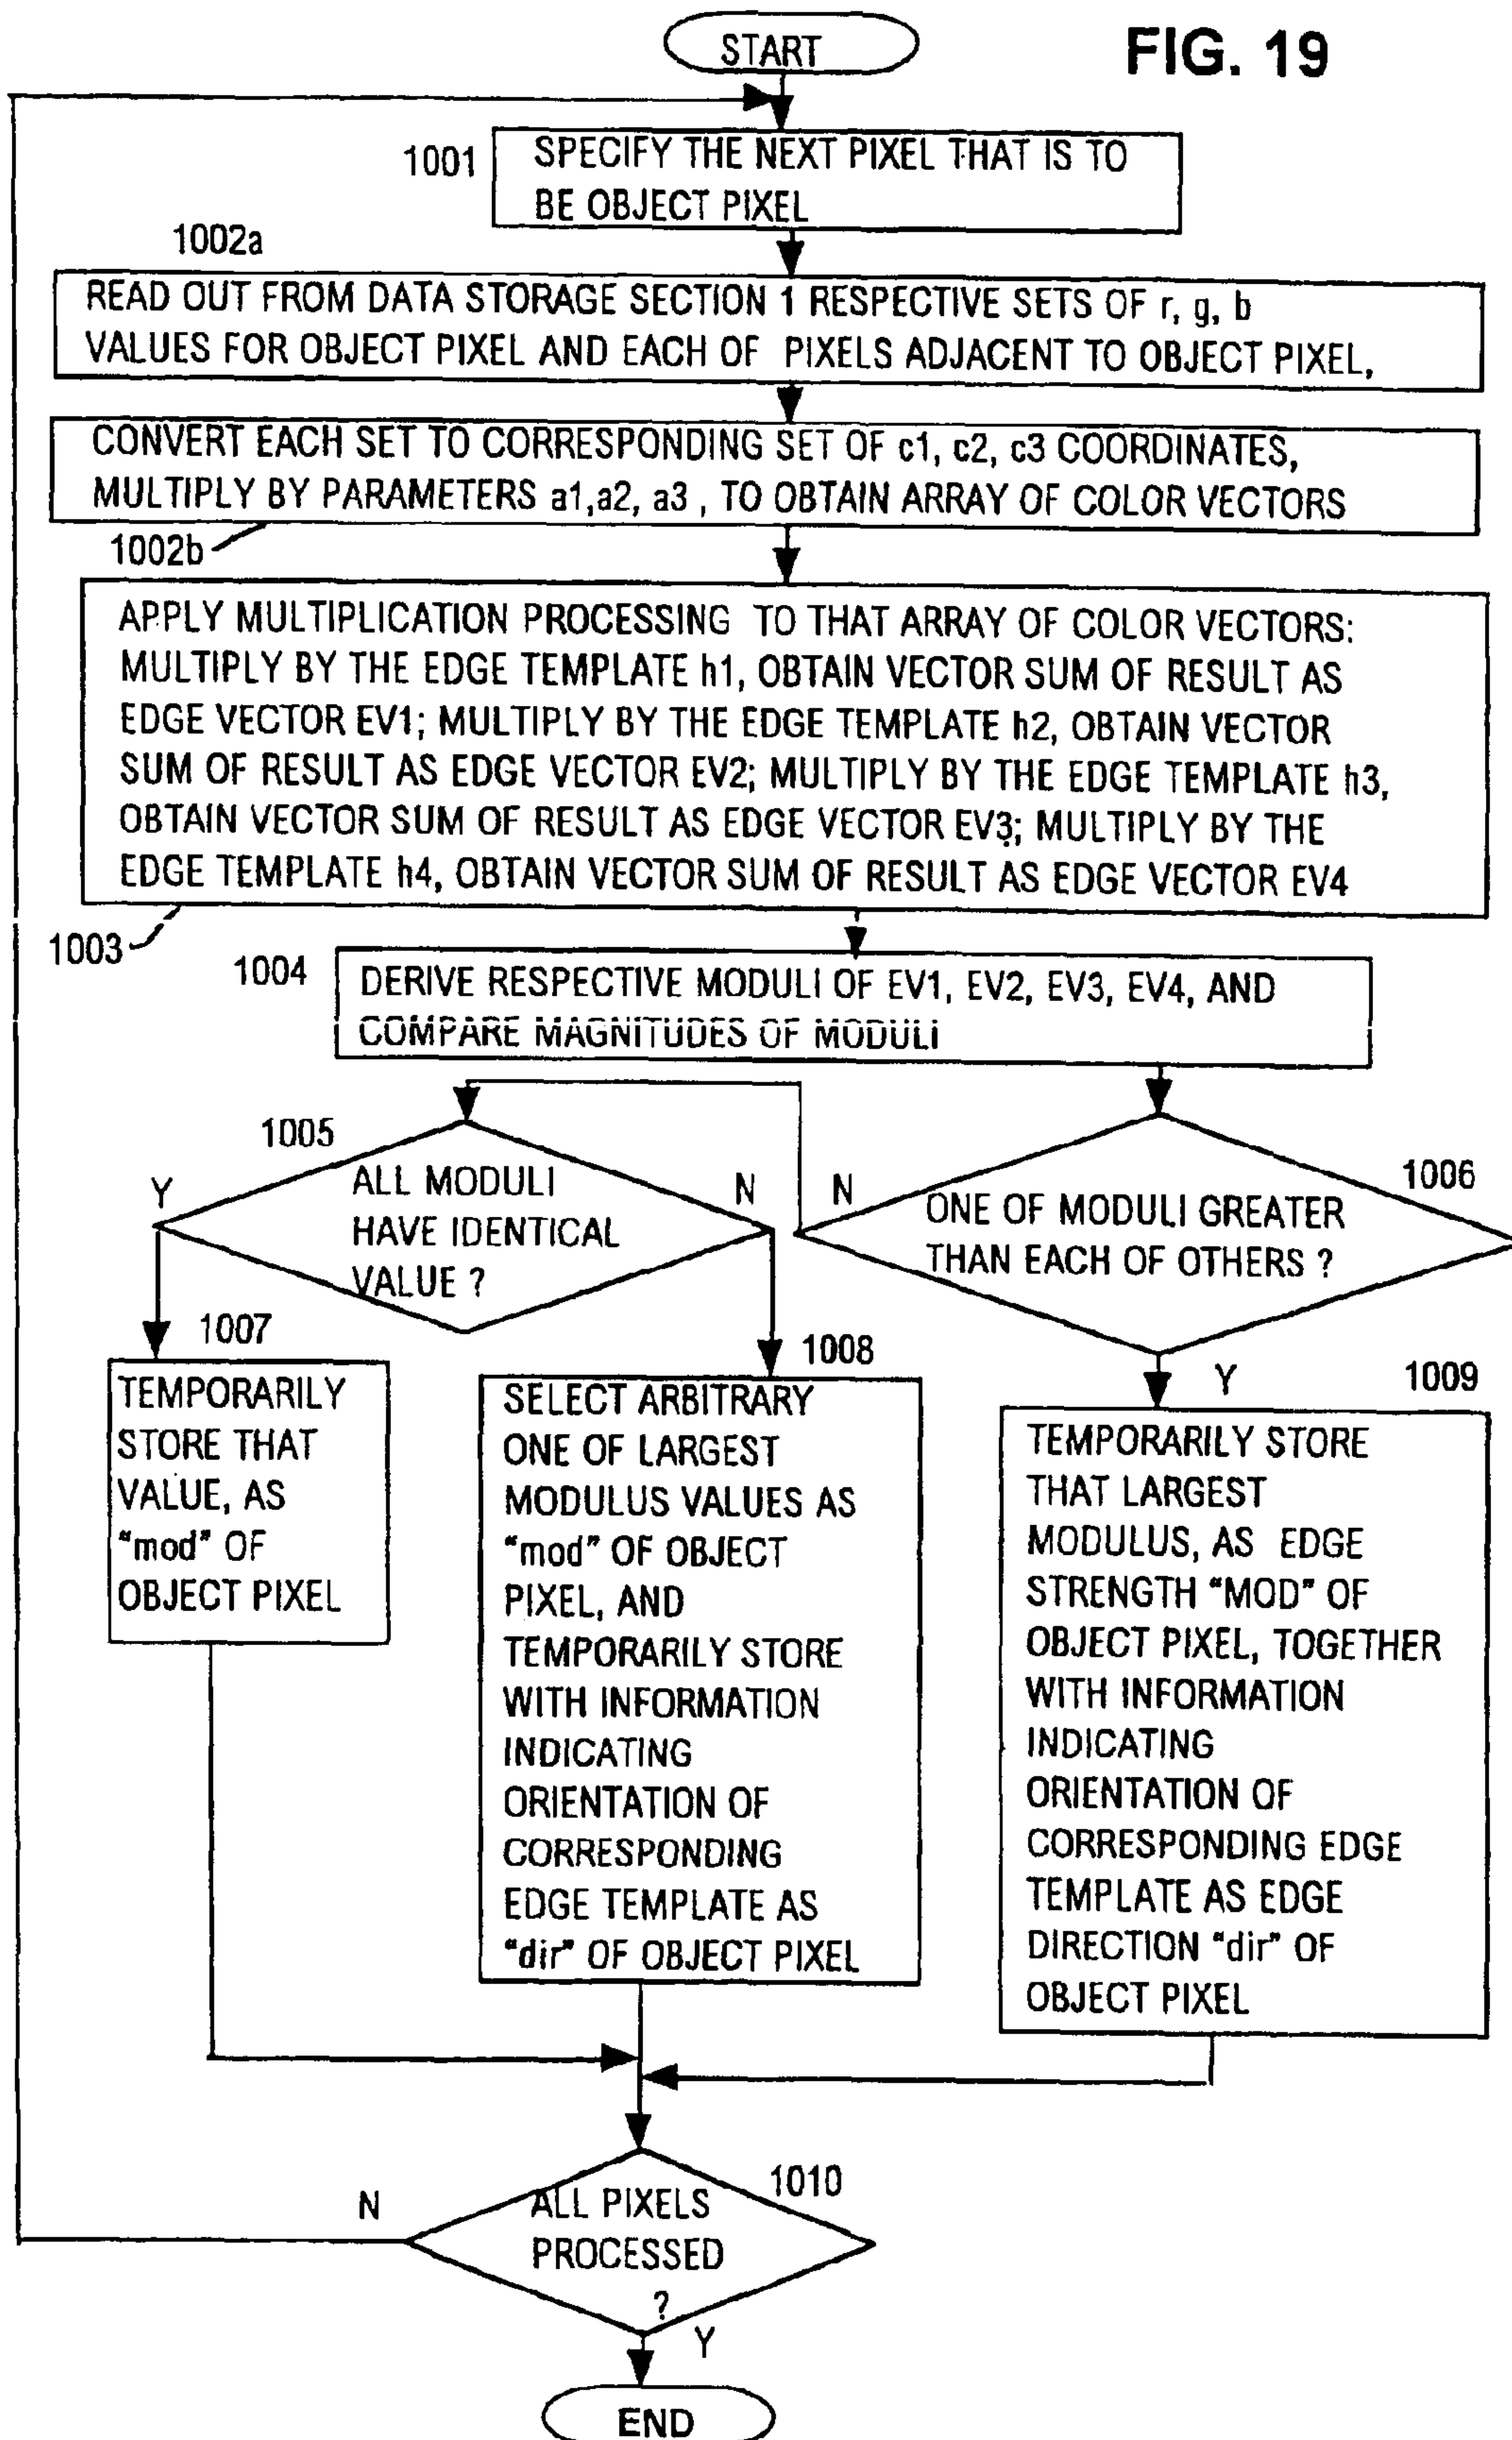 START
FIG. 19
1001
SPECIFY THE NEXT PIXEL THAT IS TO
BE OBJECT PIXEL
1002a
READ OUT FROM DATA STORAGE SECTION 1 RESPECTIVE SETS OF r, g, b
VALUES FOR OBJECT PIXEL AND EACH OF PIXELS ADJACENT TO OBJECT PIXEL,
CONVERT EACH SET TO CORRESPONDING SET OF c1, c2, c3 COORDINATES,
MULTIPLY BY PARAMETERS a1,a2, a3 , TO OBTAIN ARRAY OF COLOR VECTORS
1002b
APPLY MULTIPLICATION PROCESSING TO THAT ARRAY OF COLOR VECTORS:
MULTIPLY BY THE EDGE TEMPLATE h1, OBTAIN VECTOR SUM OF RESULT AS
EDGE VECTOR EV1; MULTIPLY BY THE EDGE TEMPLATE h2, OBTAIN VECTOR
SUM OF RESULT AS EDGE VECTOR EV2; MULTIPLY BY THE EDGE TEMPLATE h3,
OBTAIN VECTOR SUM OF RESULT AS EDGE VECTOR EV3; MULTIPLY BY THE
EDGE TEMPLATE h4, OBTAIN VECTOR SUM OF RESULT AS EDGE VECTOR EV4
1003
1004
DERIVE RESPECTIVE MODULI OF EV1, EV2, EV3, EV4, AND
COMPARE MAGNITUDES OF MODULI
1005
Y
ALL MODULI
HAVE IDENTICAL
VALUE ?
N
N
1006
ONE OF MODULI GREATER
THAN EACH OF OTHERS ?
Y
1007
TEMPORARILY
STORE THAT
VALUE, AS
"mod" OF
OBJECT PIXEL
1008
SELECT ARBITRARY
ONE OF LARGEST
MODULUS VALUES AS
"mod" OF OBJECT
PIXEL, AND
TEMPORARILY STORE
WITH INFORMATION
INDICATING
ORIENTATION OF
CORRESPONDING
EDGE TEMPLATE AS
"dir" OF OBJECT PIXEL
1009
TEMPORARILY STORE
THAT LARGEST
MODULUS, AS EDGE
STRENGTH "MOD" OF
OBJECT PIXEL, TOGETHER
WITH INFORMATION
INDICATING
ORIENTATION OF
CORRESPONDING EDGE
TEMPLATE AS EDGE
DIRECTION "dir" OF
OBJECT PIXEL
1010
N
ALL PIXELS
PROCESSED
?
Y
END